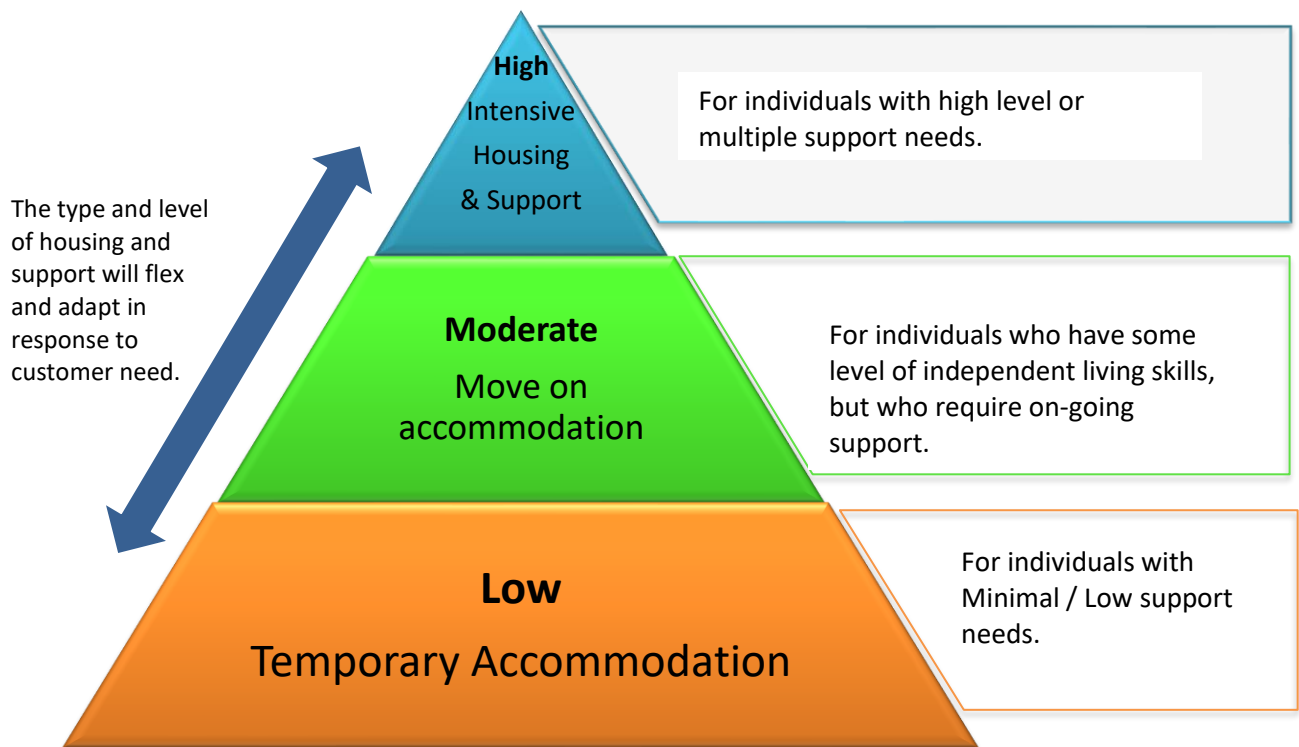 High
Intensive
Housing
& Support
For individuals with high level or
multiple support needs.
The type and level
of housing and
support will flex
and adapt in
response to
customer need.
Moderate
Move on
accommodation
For individuals who have some
level of independent living skills,
but who require on-going
support.
Low
Temporary Accommodation
For individuals with
Minimal / Low support
needs.